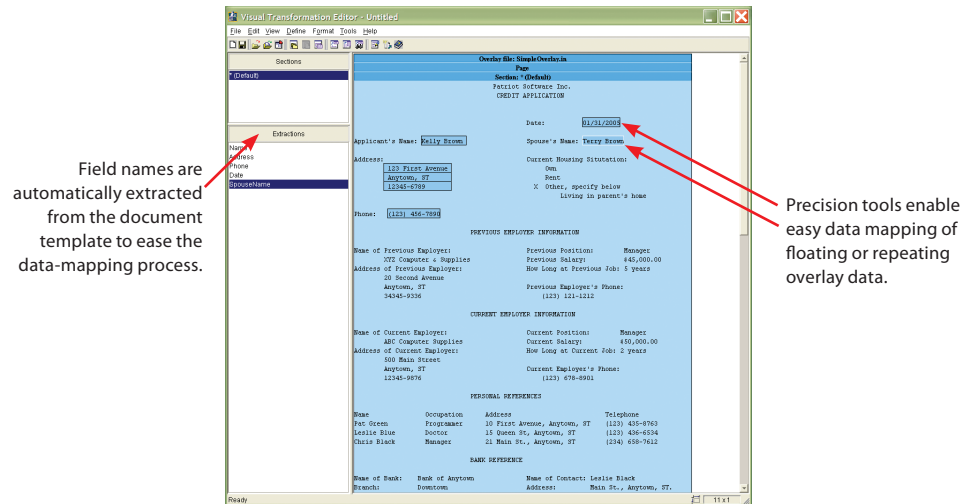 Visual Transformation Editor - Untitled
File Edit View Define Format Tools Help
Sections
* (Default)
Extractions
Name
Address
Phone
Date
SpouseName
Overlay file: SimpleOverlay.in
Page
Section: * (Default)
Patriot Software Inc.
CREDIT APPLICATION
Date: 01/31/2005
Applicant's Name: Kelly Brown Spouse's Name: Terry Brown
Address: Current Housing Situtation:
123 First Avenue Own
Anytown, ST Rent
12345-6789 X Other, specify below
Living in parent's home
Phone: (123) 456-7890
PREVIOUS EMPLOYER INFORMATION
Name of Previous Employer: Previous Position: Manager
XYZ Computer & Supplies Previous Salary: $45,000.00
Address of Previous Employer: How Long at Previous Job: 5 years
20 Second Avenue
Anytown, ST Previous Employer's Phone:
34345-9336 (123) 121-1212
CURRENT EMPLOYER INFORMATION
Name of Current Employer: Current Position: Manager
ABC Computer Supplies Current Salary: $50,000.00
Address of Current Employer: How Long at Current Job: 2 years
500 Main Street
Anytown, ST Current Employer's Phone:
12345-9876 (123) 678-8901
PERSONAL REFERENCES
Name Occupation Address Telephone
Pat Green Programmer 10 First Avenue, Anytown, ST (123) 435-8763
Leslie Blue Doctor 15 Queen St, Anytown, ST (123) 436-6534
Chris Black Manager 21 Main St., Anytown, ST (234) 658-7612
BANK REFERENCE
Name of Bank: Bank of Anytown Name of Contact: Leslie Black
Branch: Downtown Address: Main St., Anytown, ST.
Ready 11 x 1
Field names are
automatically extracted
from the document
template to ease the
data-mapping process.
Precision tools enable
easy data mapping of
floating or repeating
overlay data.